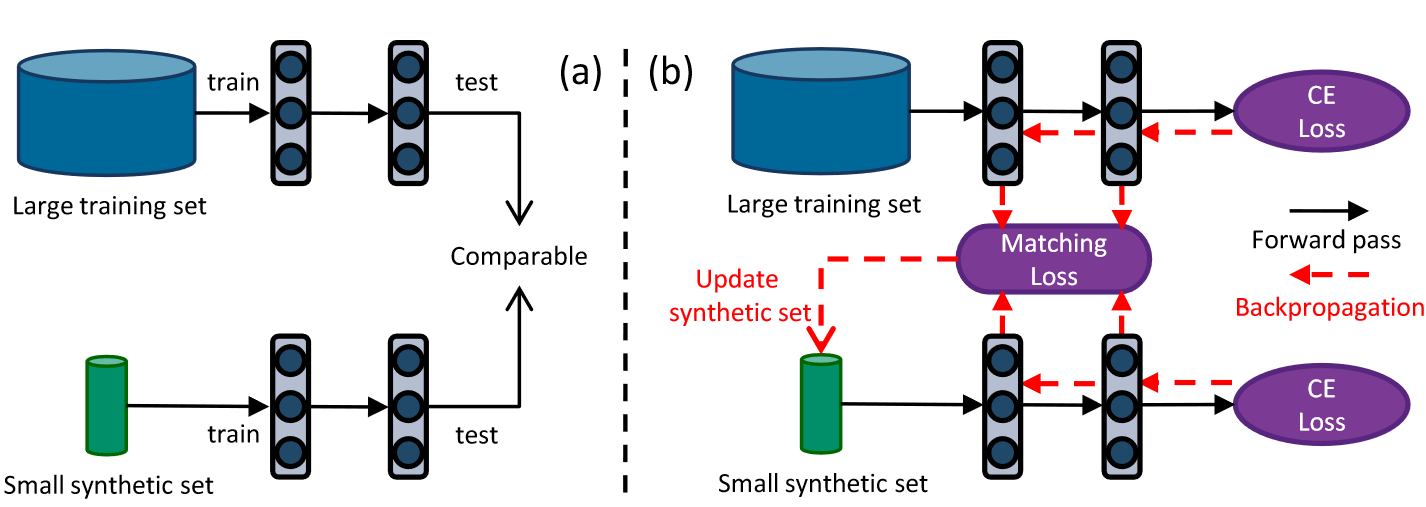 train
test
(a)
Large training set
Comparable
train
test
Small synthetic set
(b)
CE
Loss
Large training set
Matching
Loss
Forward pass
Update
synthetic set
Backpropagation
CE
Loss
Small synthetic set